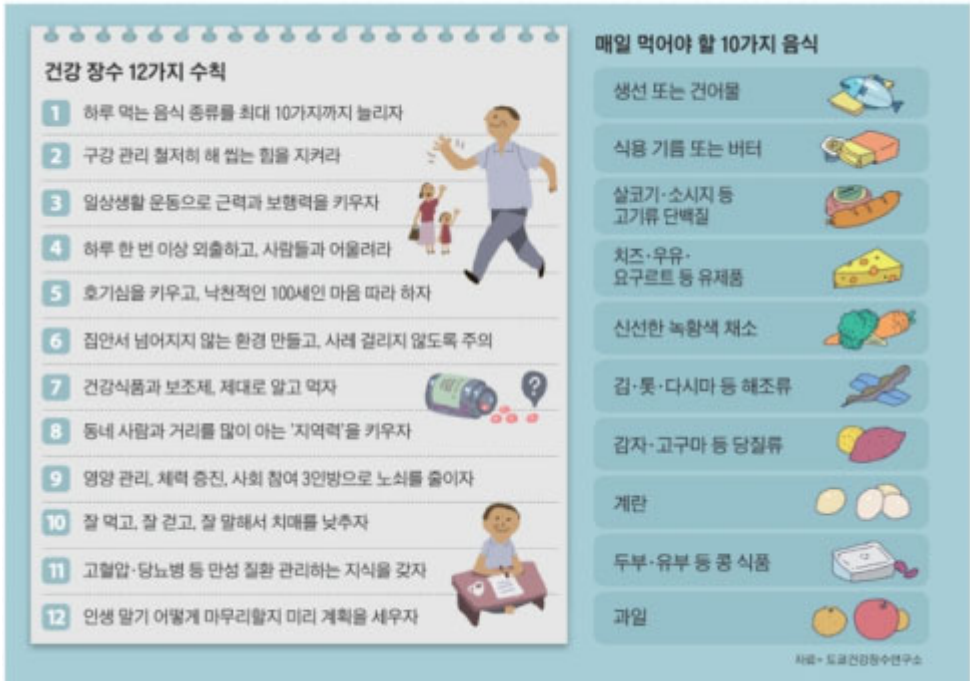 건강 장수 12가지 수칙
1 하루 먹는 음식 종류를 최대 10가지까지 늘리자
2 구강 관리 철저히 해 씹는 힘을 지켜라
3 일상생활 운동으로 근력과 보행력을 키우자
4 하루 한 번 이상 외출하고, 사람들과 어울려라
5 호기심을 키우고, 낙천적인 100세인 마음 따라 하자
6 집안서 넘어지지 않는 환경 만들고, 사레 걸리지 않도록 주의
7 건강식품과 보조제, 제대로 알고 먹자
?
8 동네 사람과 거리를 많이 아는 '지역력'을 키우자
9 영양 관리, 체력 증진, 사회 참여 3인방으로 노쇠를 줄이자
10 잘 먹고, 잘 걷고, 잘 말해서 치매를 낮추자
11 고혈압·당뇨병 등 만성 질환 관리하는 지식을 갖자
12 인생 말기 어떻게 마무리할지 미리 계획을 세우자
매일 먹어야 할 10가지 음식
생선 또는 건어물
식용 기름 또는 버터
살코기·소시지 등
고기류 단백질
치즈·우유·
요구르트 등 유제품
신선한 녹황색 채소
김·톳·다시마 등 해조류
감자·고구마 등 당질류
계란
두부·유부 등 콩 식품
과일
자료= 도쿄건강장수연구소